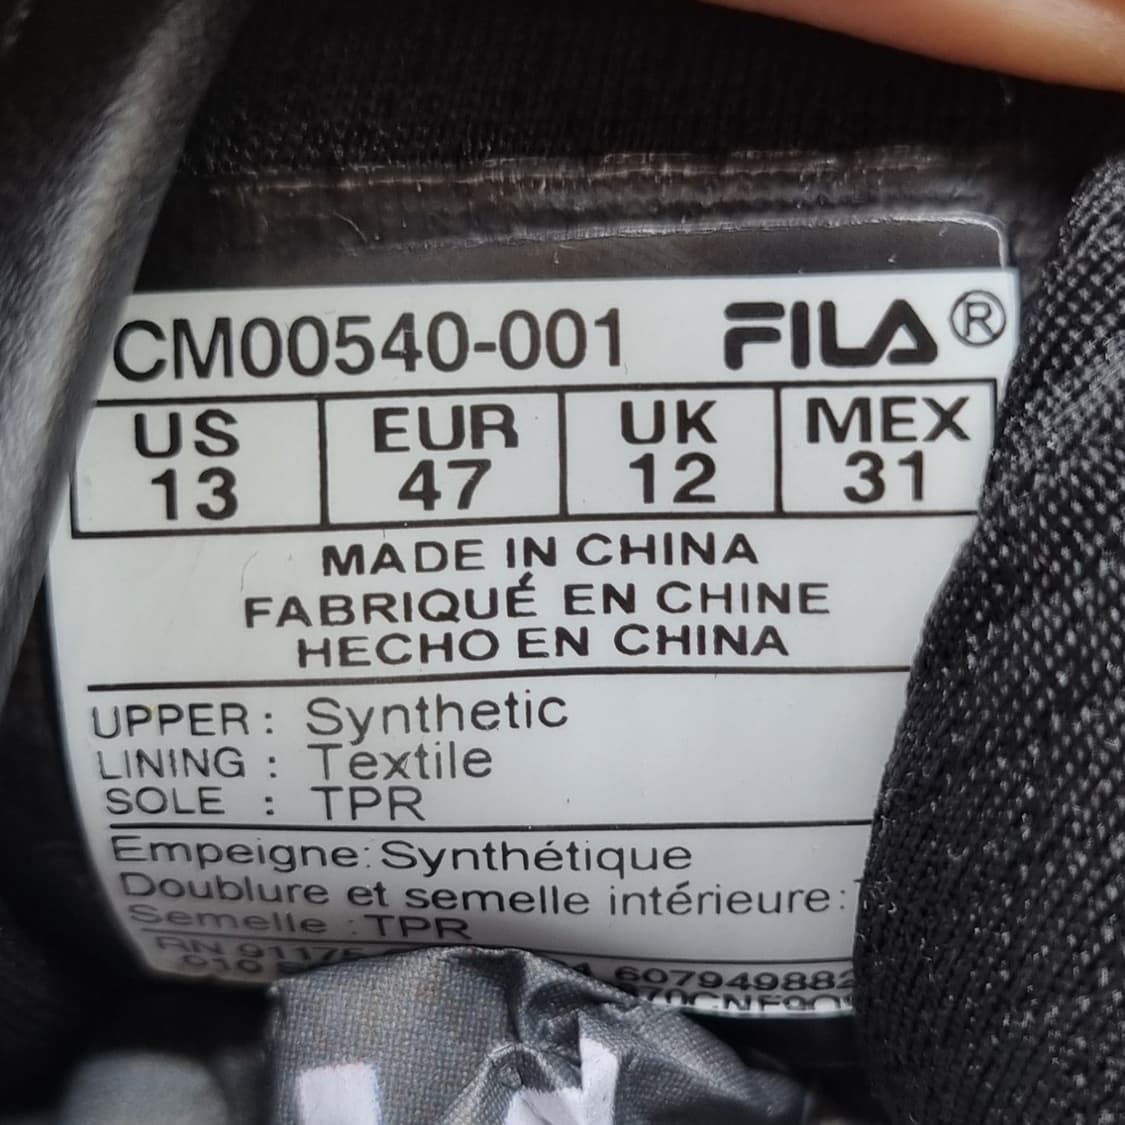 CM00540-001 FILA®
US EUR UK MEX
13 47 12 31
MADE IN CHINA
FABRIQUÉ EN CHINE
HECHO EN CHINA
UPPER : Synthetic
LINING : Textile
SOLE : TPR
Empeigne: Synthétique
Doublure et semelle intérieure:
Semelle : TPR
RN